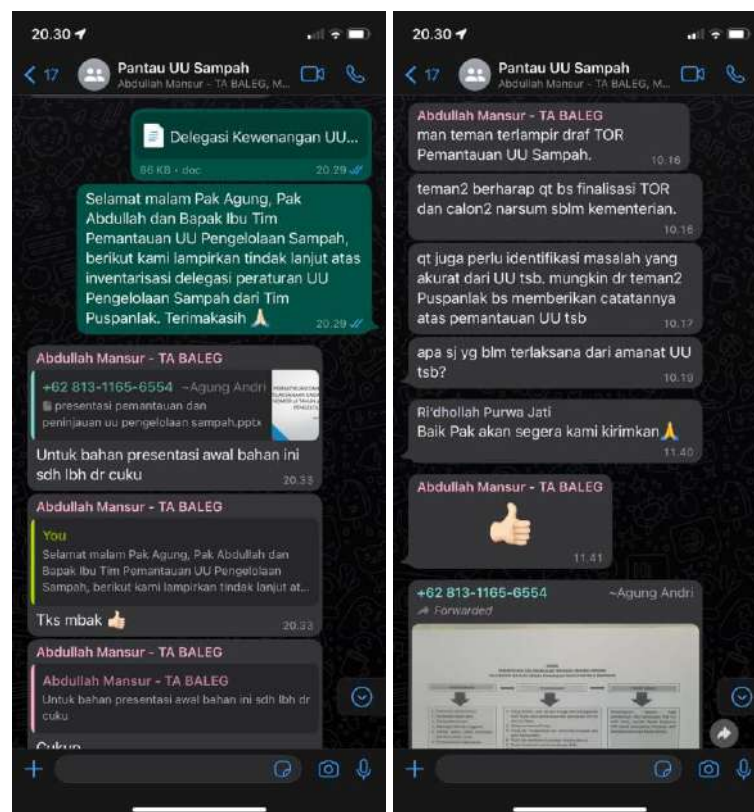 20.30
17
Pantau UU Sampah
Abdullah Mansur - TA BALEG, M...
Delegasi Kewenangan UU...
86 KB • doc
20.29
Selamat malam Pak Agung, Pak
Abdullah dan Bapak Ibu Tim
Pemantauan UU Pengelolaan Sampah,
berikut kami lampirkan tindak lanjut atas
inventarisasi delegasi peraturan UU
Pengelolaan Sampah dari Tim
Puspanlak. Terimakasih 🙏🏻
20.29
Abdullah Mansur - TA BALEG
+62 813-1165-6554 ~Agung Andri
presentasi pemantauan dan
peninjauan uu pengelolaan sampah.pptx
Untuk bahan presentasi awal bahan ini
sdh lbh dr cuku
20.33
Abdullah Mansur - TA BALEG
You
Selamat malam Pak Agung, Pak Abdullah dan
Bapak Ibu Tim Pemantauan UU Pengelolaan
Sampah, berikut kami lampirkan tindak lanjut at...
Tks mbak 👍🏻
20.33
Abdullah Mansur - TA BALEG
Abdullah Mansur - TA BALEG
Untuk bahan presentasi awal bahan ini sdh lbh dr
cuku
Cukup
20.30
17
Pantau UU Sampah
Abdullah Mansur - TA BALEG, M...
Abdullah Mansur - TA BALEG
man teman terlampir draf TOR
Pemantauan UU Sampah.
10.16
teman2 berharap qt bs finalisasi TOR
dan calon2 narsum sblm kementerian.
10.16
qt juga perlu identifikasi masalah yang
akurat dari UU tsb. mungkin dr teman2
Puspanlak bs memberikan catatannya
atas pemantauan UU tsb
10.17
apa sj yg blm terlaksana dari amanat UU
tsb?
10.19
Ri'dhollah Purwa Jati
Baik Pak akan segera kami kirimkan🙏
11.40
Abdullah Mansur - TA BALEG
👍🏻
11.41
+62 813-1165-6554 ~Agung Andri
Forwarded